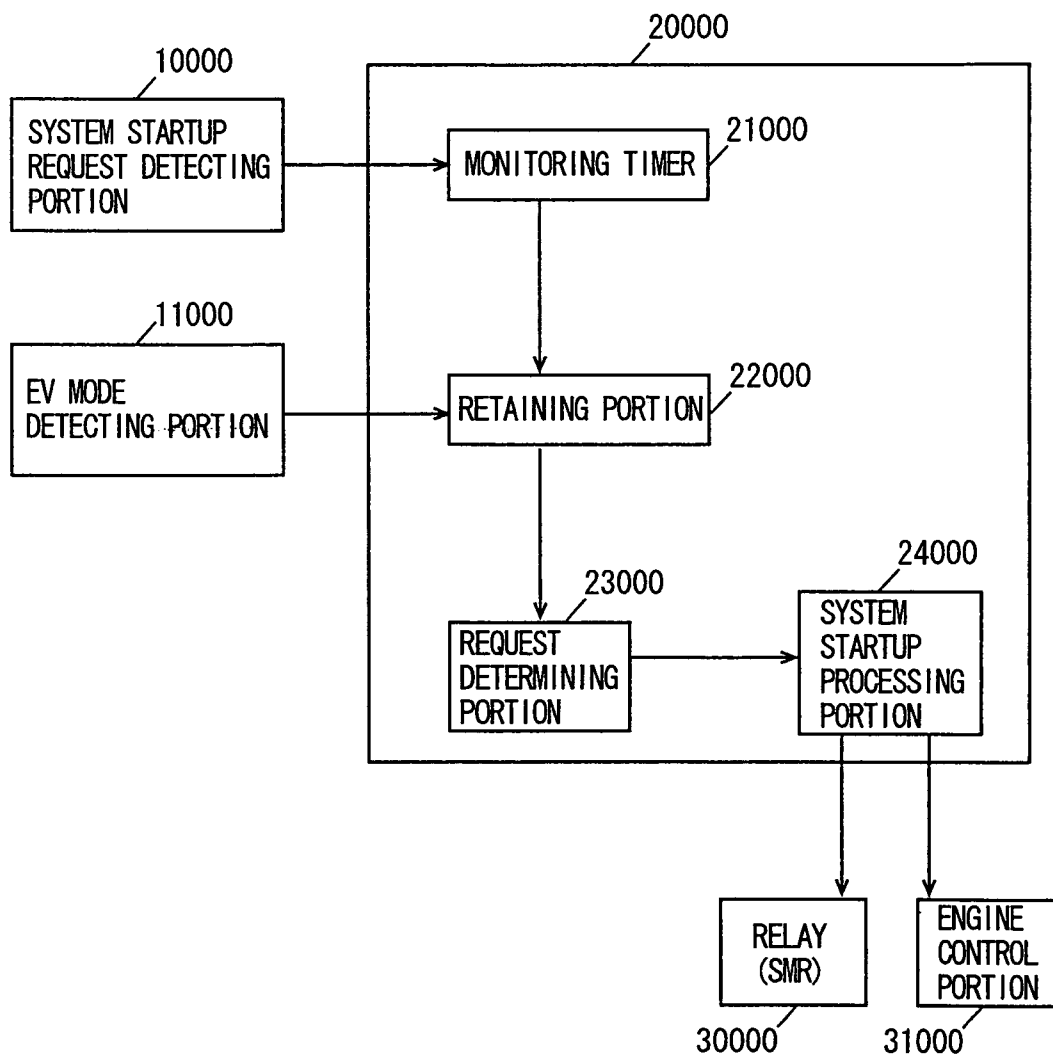 20000
10000
SYSTEM STARTUP
REQUEST DETECTING
PORTION
21000
MONITORING TIMER
11000
EV MODE
DETECTING PORTION
22000
RETAINING PORTION
23000
REQUEST
DETERMINING
PORTION
24000
SYSTEM
STARTUP
PROCESSING
PORTION
RELAY
(SMR)
30000
ENGINE
CONTROL
PORTION
31000